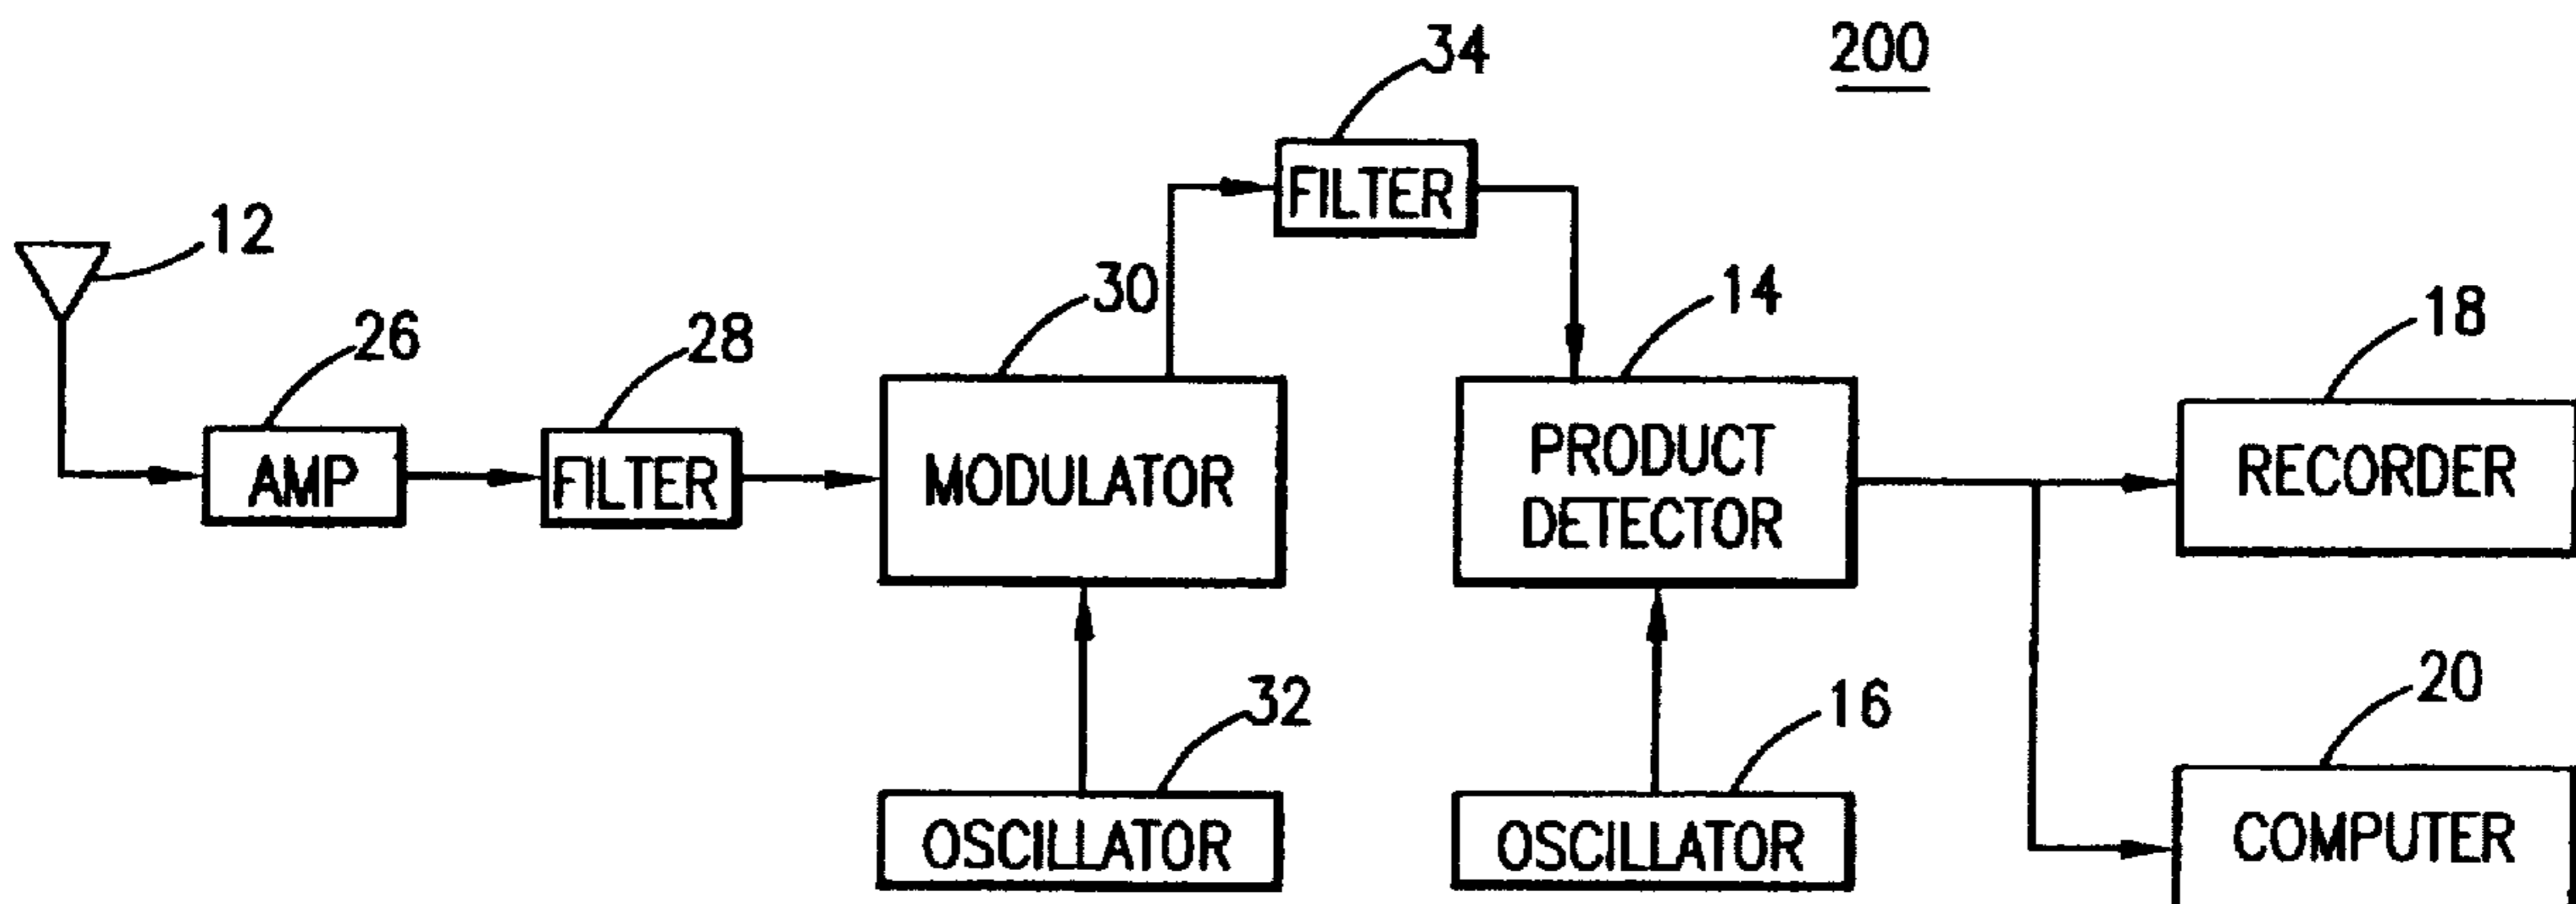 200
34
FILTER
12
30
14
18
26
28
AMP
FILTER
MODULATOR
PRODUCT
DETECTOR
RECORDER
32
16
20
OSCILLATOR
OSCILLATOR
COMPUTER